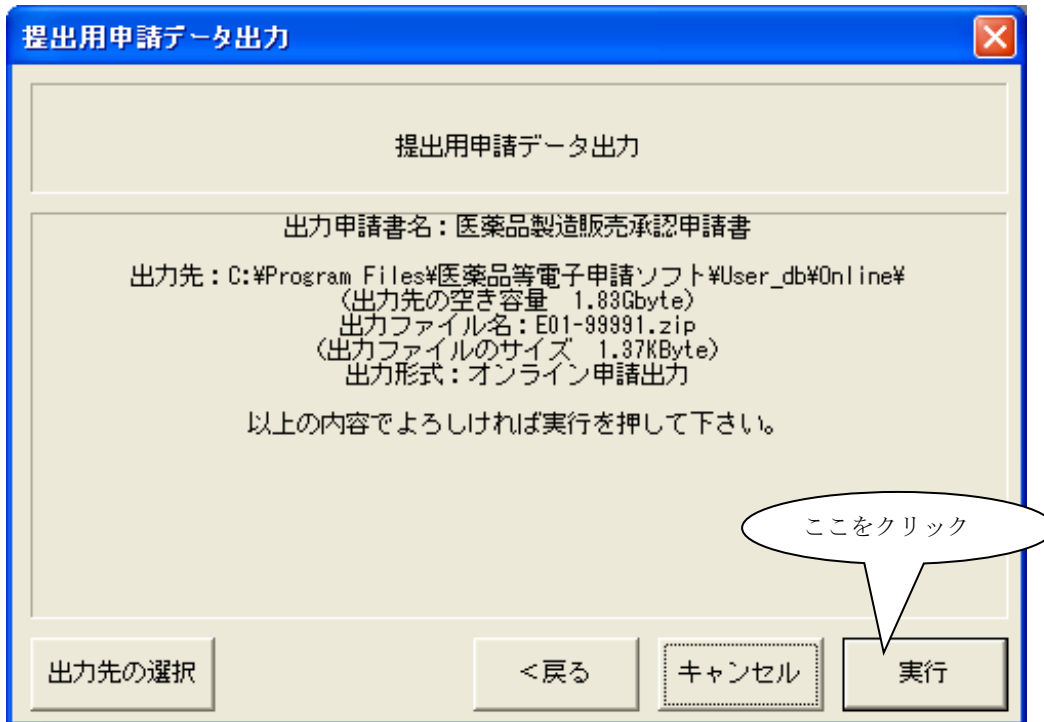 提出用申請データ出力
提出用申請データ出力
出力申請書名：医薬品製造販売承認申請書
出力先：C:¥Program Files¥医薬品等電子申請ソフト¥User_db¥Online¥
（出力先の空き容量　1.83Gbyte）
出力ファイル名：E01-99991.zip
（出力ファイルのサイズ　1.37KByte）
出力形式：オンライン申請出力
以上の内容でよろしければ実行を押して下さい。
ここをクリック
出力先の選択
<戻る
キャンセル
実行